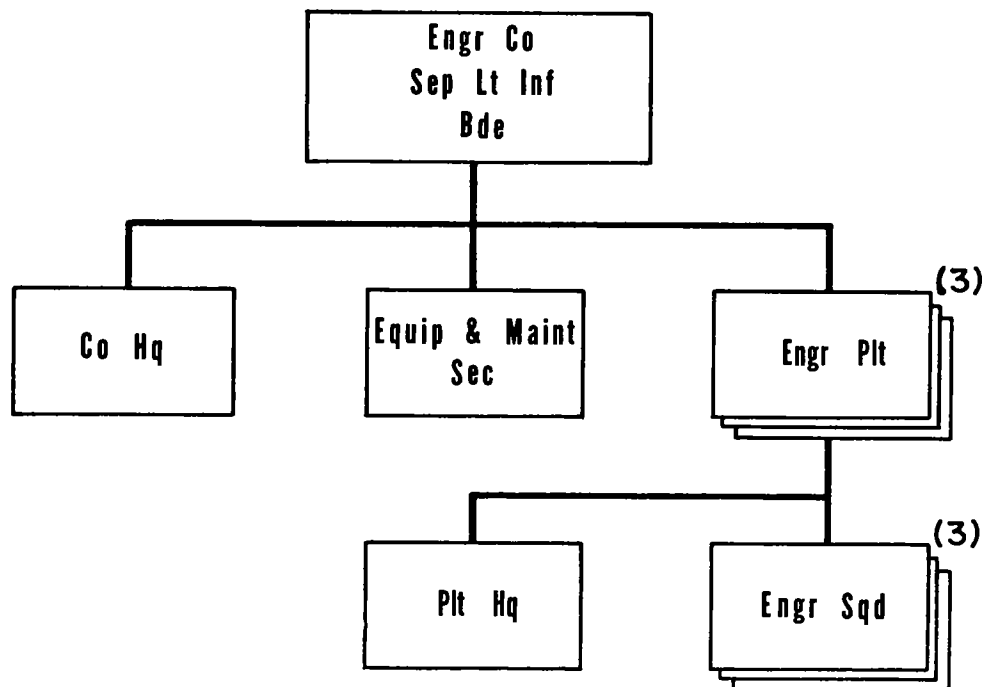 Engr Co
Sep Lt Inf
Bde
(3)
Co Hq
Equip & Maint
Sec
Engr Plt
(3)
Plt Hq
Engr Sqd